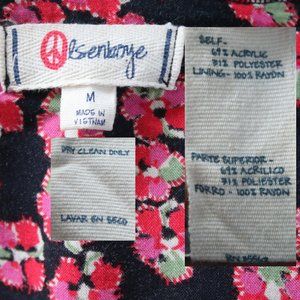 Olsenboye
M
MADE IN
VIETNAM
DRY CLEAN ONLY
LAVAR EN SECO
SELF-
69% ACRYLIC
31% POLYESTER
LINING- 100% RAYON
PARTE SUPERIOR-
69% ACRILICO
31% POLIESTER
FORRO - 100% RAYON